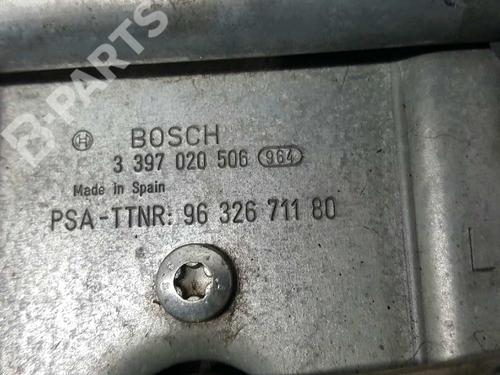 B-PARTS
BOSCH
3 397 020 506 964
Made in Spain
PSA-TTNR: 96 326 711 80